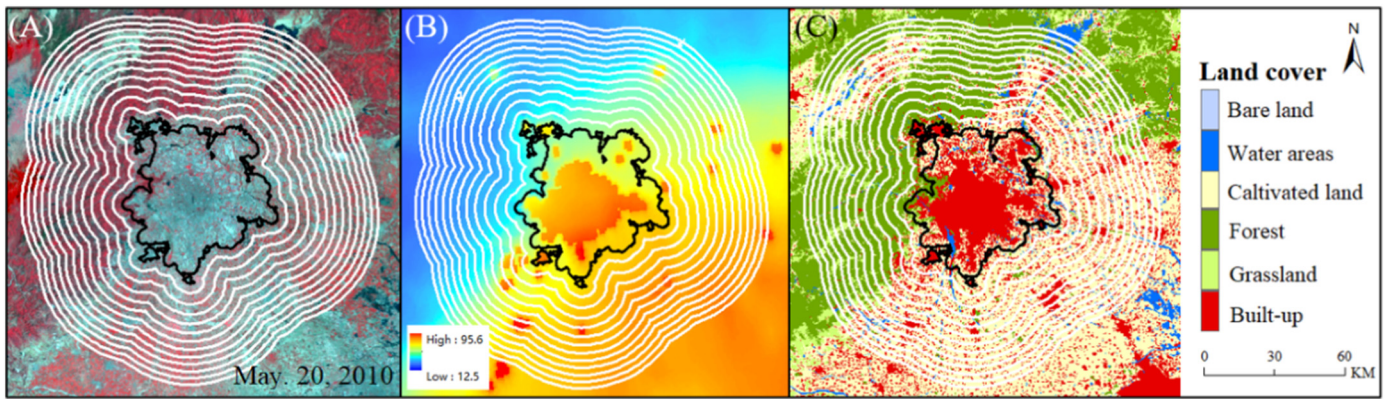 (A)
May. 20, 2010
(B)
High : 95.6
Low : 12.5
(C)
N
Land cover
Bare land
Water areas
Caltivated land
Forest
Grassland
Built-up
0 30 60
KM